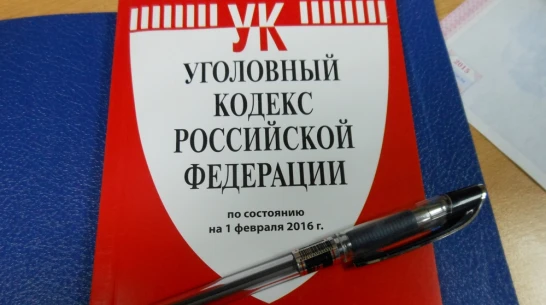 УК
УГОЛОВНЫЙ
КОДЕКС
РОССИЙСКОЙ
ФЕДЕРАЦИИ
по состоянию
на 1 февраля 2016 г.